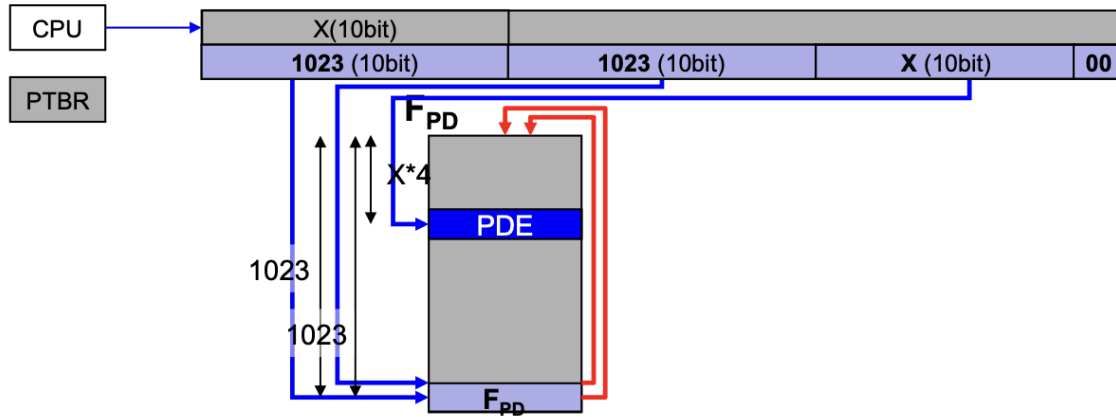 CPU
X(10bit)
1023 (10bit)
1023 (10bit)
X (10bit)
00
PTBR
FPD
X*4
PDE
1023
1023
FPD